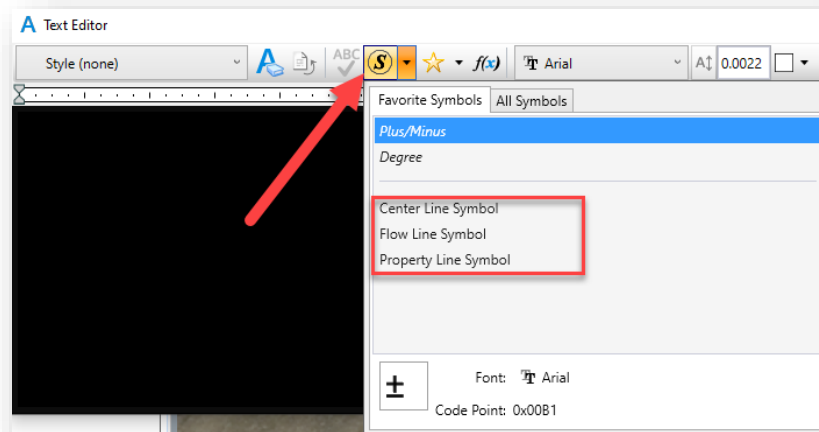 A Text Editor
Style (none) A ABC S f(x) Arial A 0.0022
Favorite Symbols All Symbols
Plus/Minus
Degree
Center Line Symbol
Flow Line Symbol
Property Line Symbol
± Font: Arial
Code Point: 0x00B1